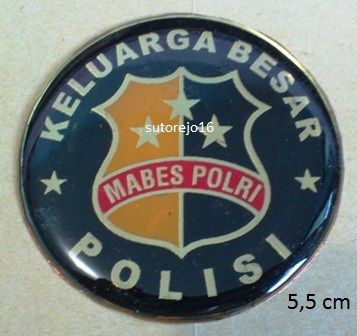 KELUARGA BESAR
sutorejo16
MABES POLRI
POLISI
5,5 cm